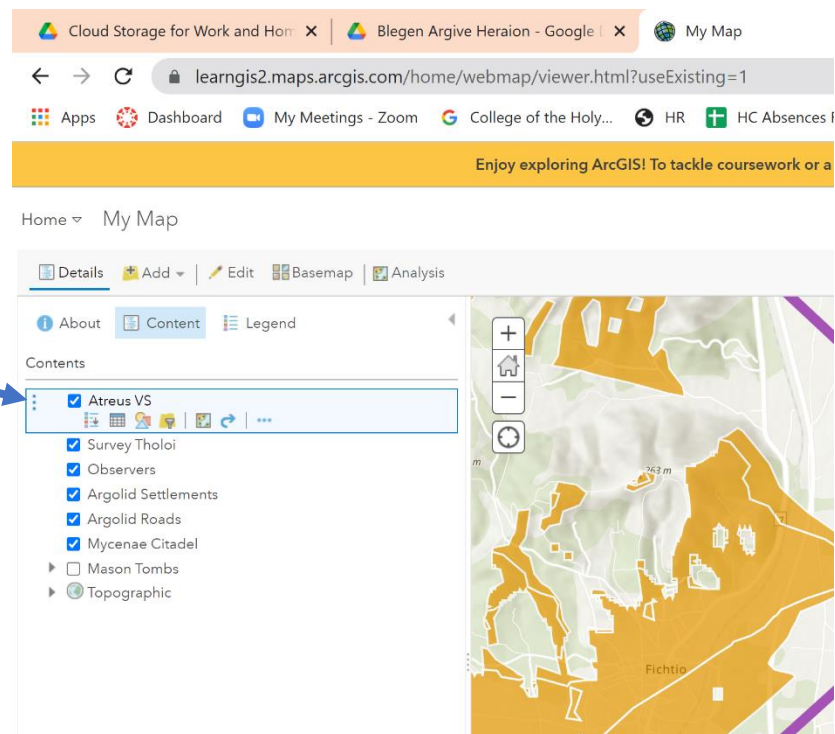 Cloud Storage for Work and Hom
Blegen Argive Heraion - Google
My Map
learngis2.maps.arcgis.com/home/webmap/viewer.html?useExisting=1
Apps Dashboard My Meetings - Zoom College of the Holy... HR HC Absences
Enjoy exploring ArcGIS! To tackle coursework or a
Home My Map
Details Add Edit Basemap Analysis
About Content Legend
Contents
Atreus VS
Survey Tholoi
Observers
Argolid Settlements
Argolid Roads
Mycenae Citadel
Mason Tombs
Topographic
+
−
m
263 m
Fichtio